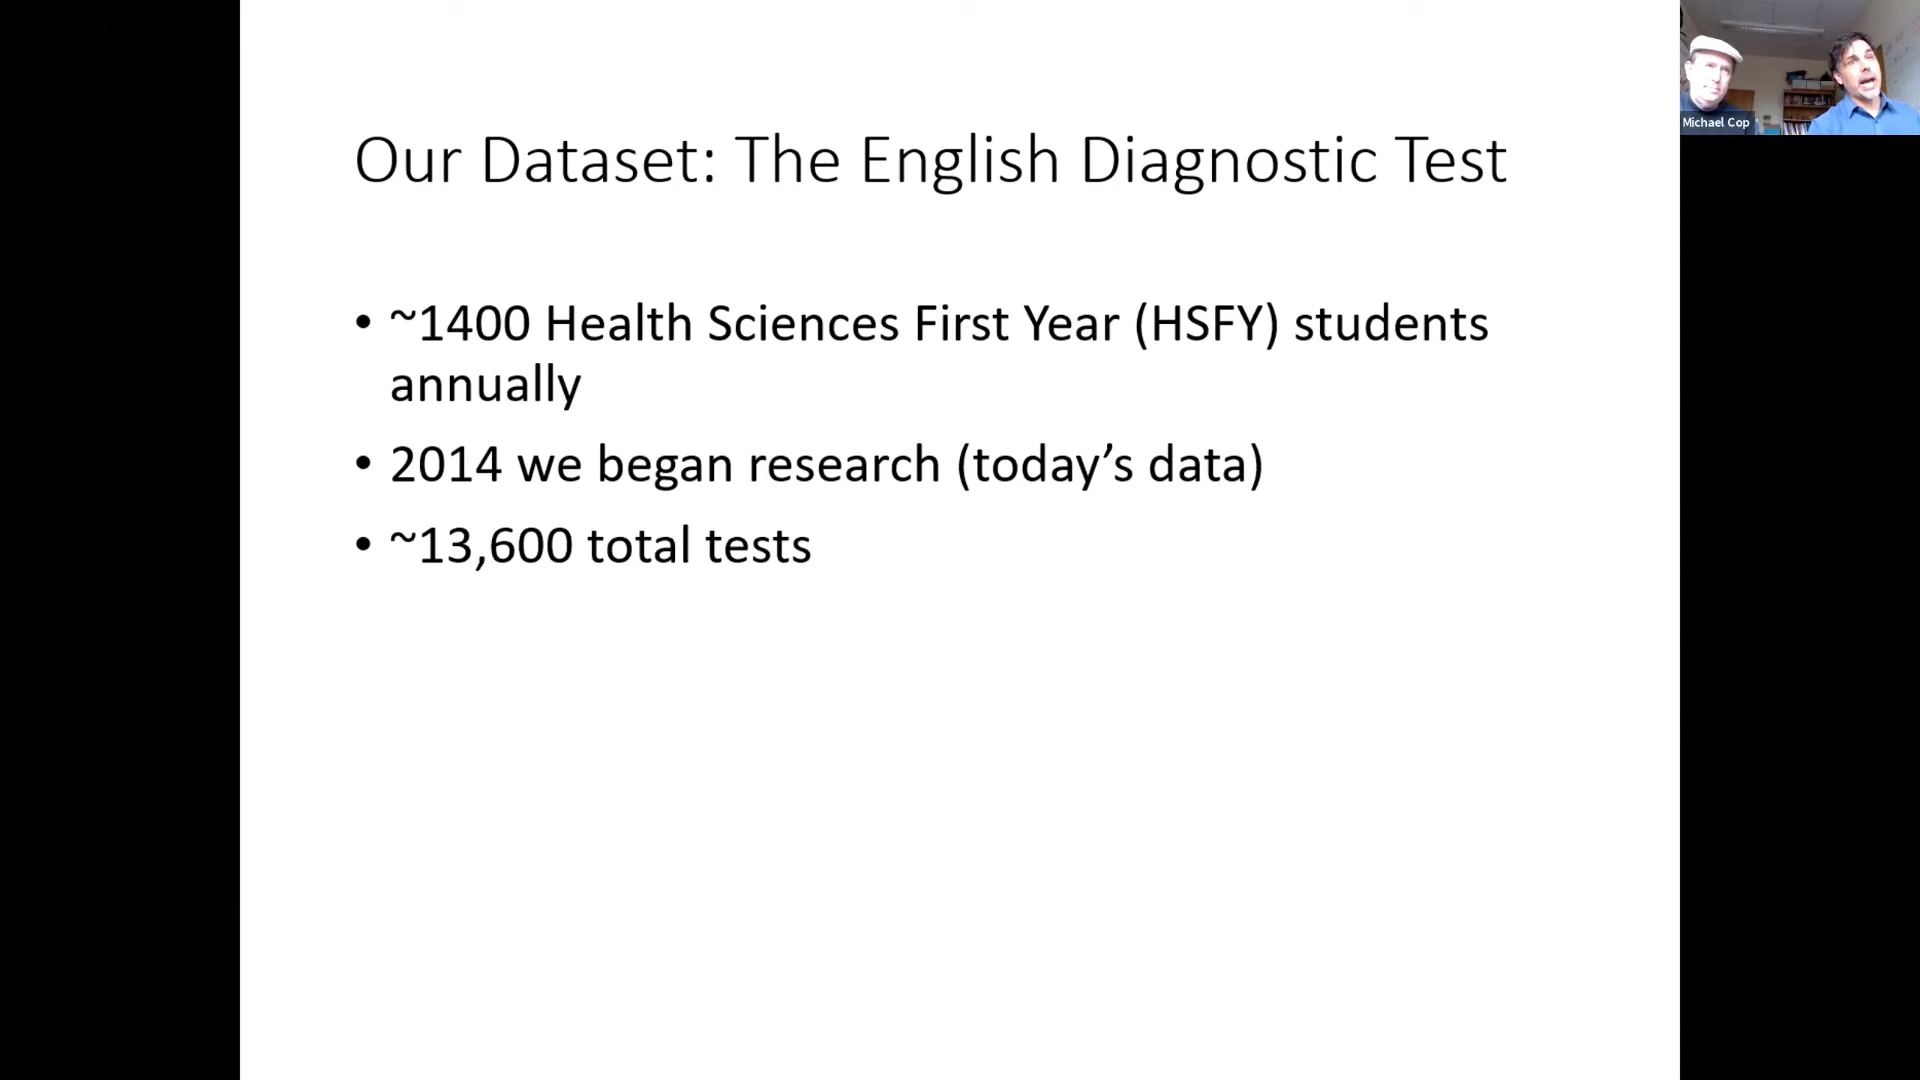 Our Dataset: The English Diagnostic Test
• ~1400 Health Sciences First Year (HSFY) students
annually
• 2014 we began research (today’s data)
• ~13,600 total tests
Michael Cop